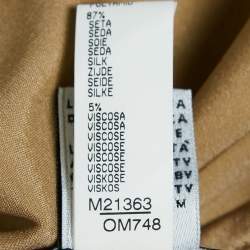 POLYAMID
87%
SETA
SEDA
SOIE
SEDA
SILK
ZIJDE
SEIDE
SILKE
5%
VISCOSA
VISCOSA
VISCOSE
VISCOSE
VISCOSE
VISCOSE
VISKOSE
VISKOS
M21363
OM748
M